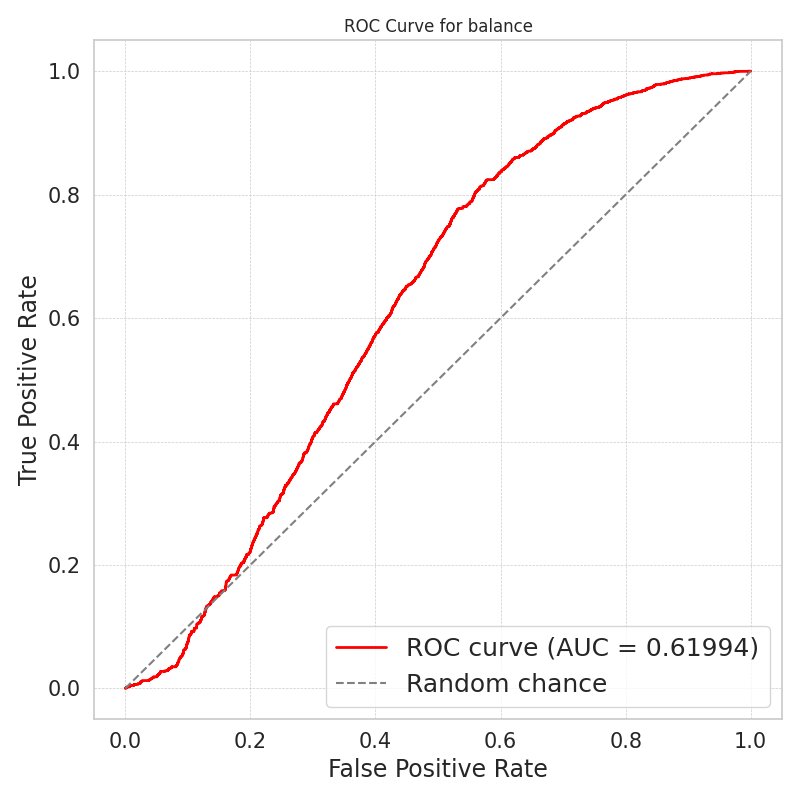 ROC Curve for balance
1.0
0.8
0.6
0.4
0.2
0.0
True Positive Rate
ROC curve (AUC = 0.61994)
Random chance
0.0 0.2 0.4 0.6 0.8 1.0
False Positive Rate